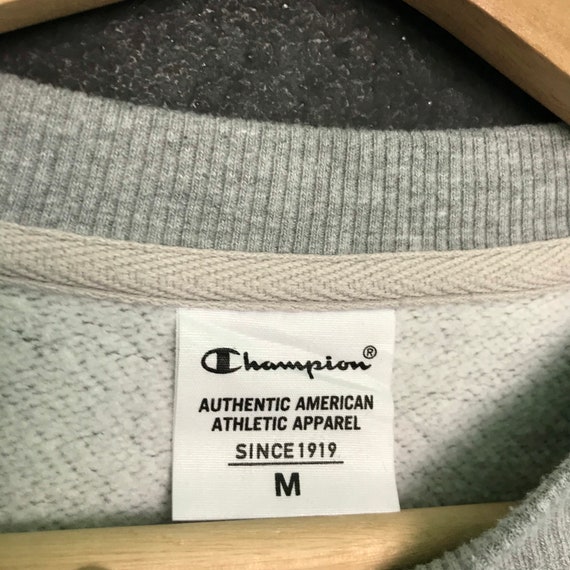 Champion®
AUTHENTIC AMERICAN
ATHLETIC APPAREL
SINCE1919
M